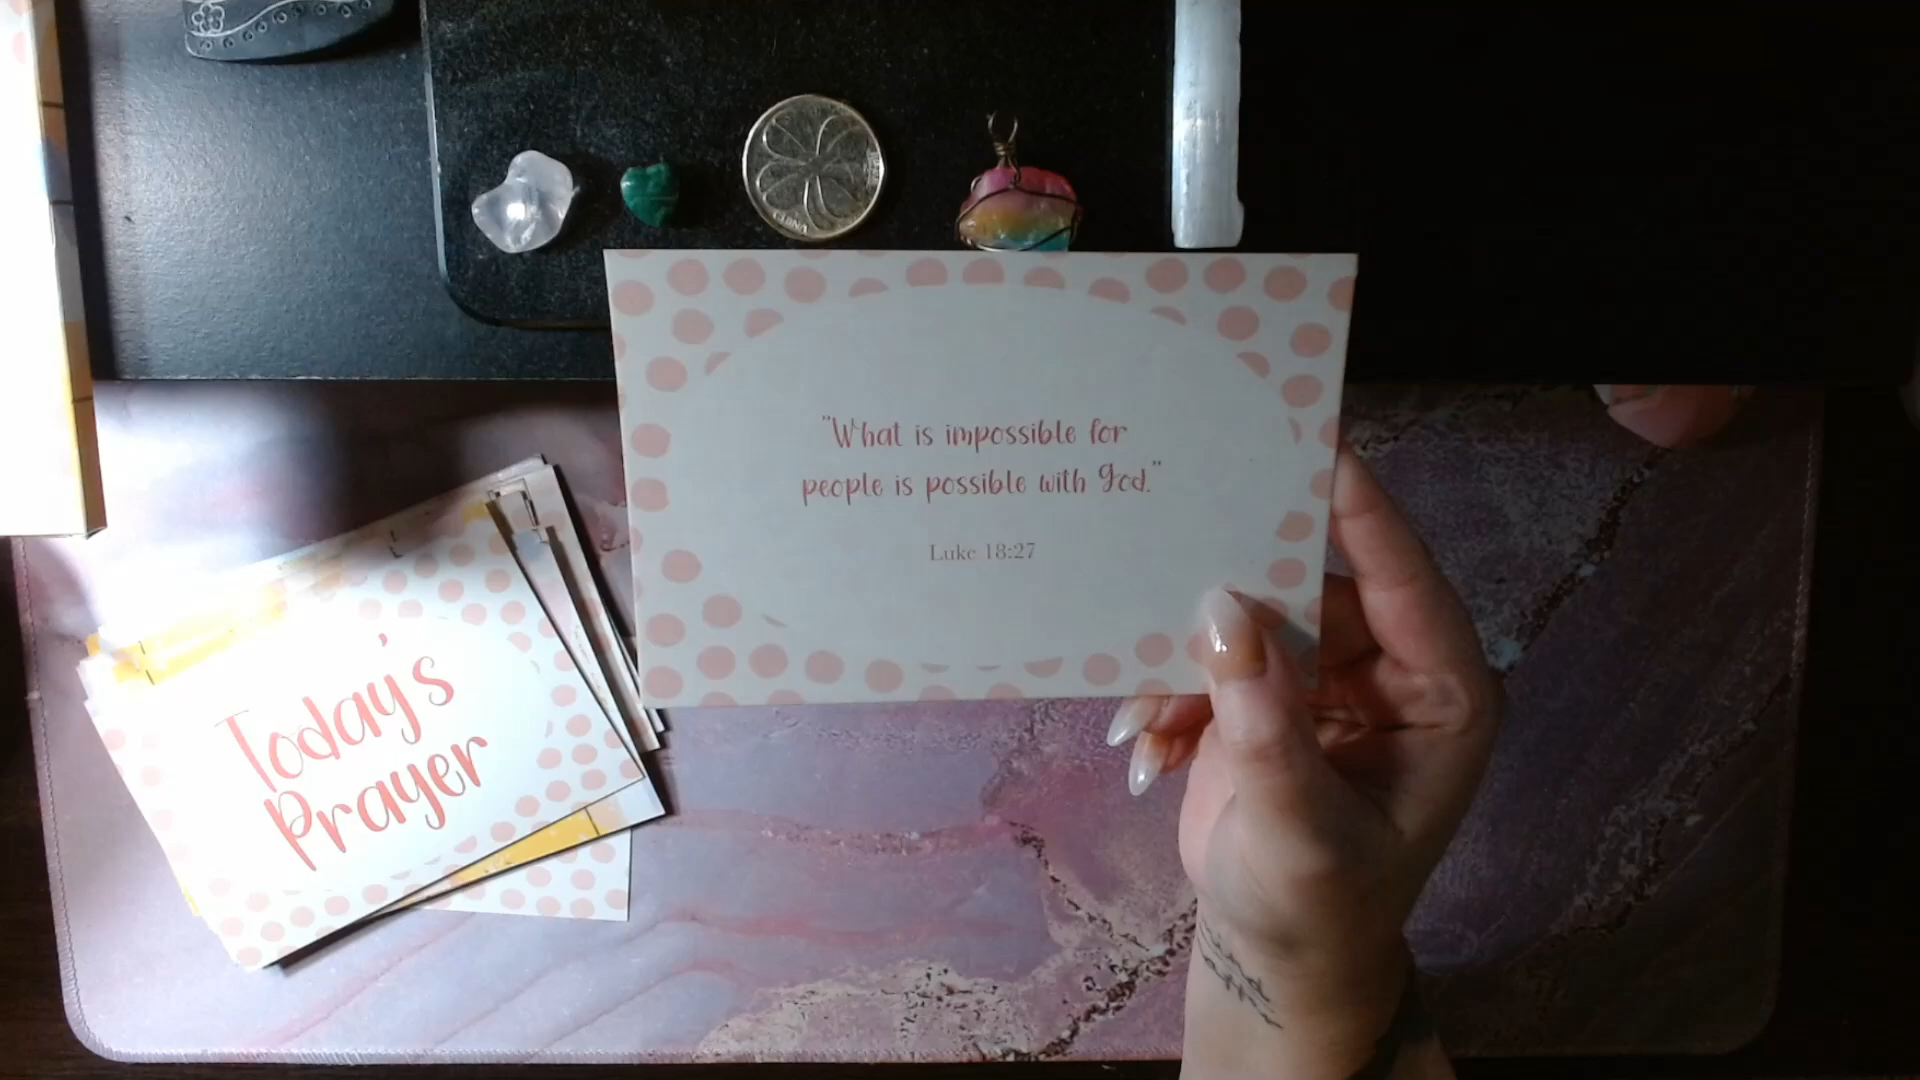 "What is impossible for
people is possible with God."
Luke 18:27
Today's
Prayer